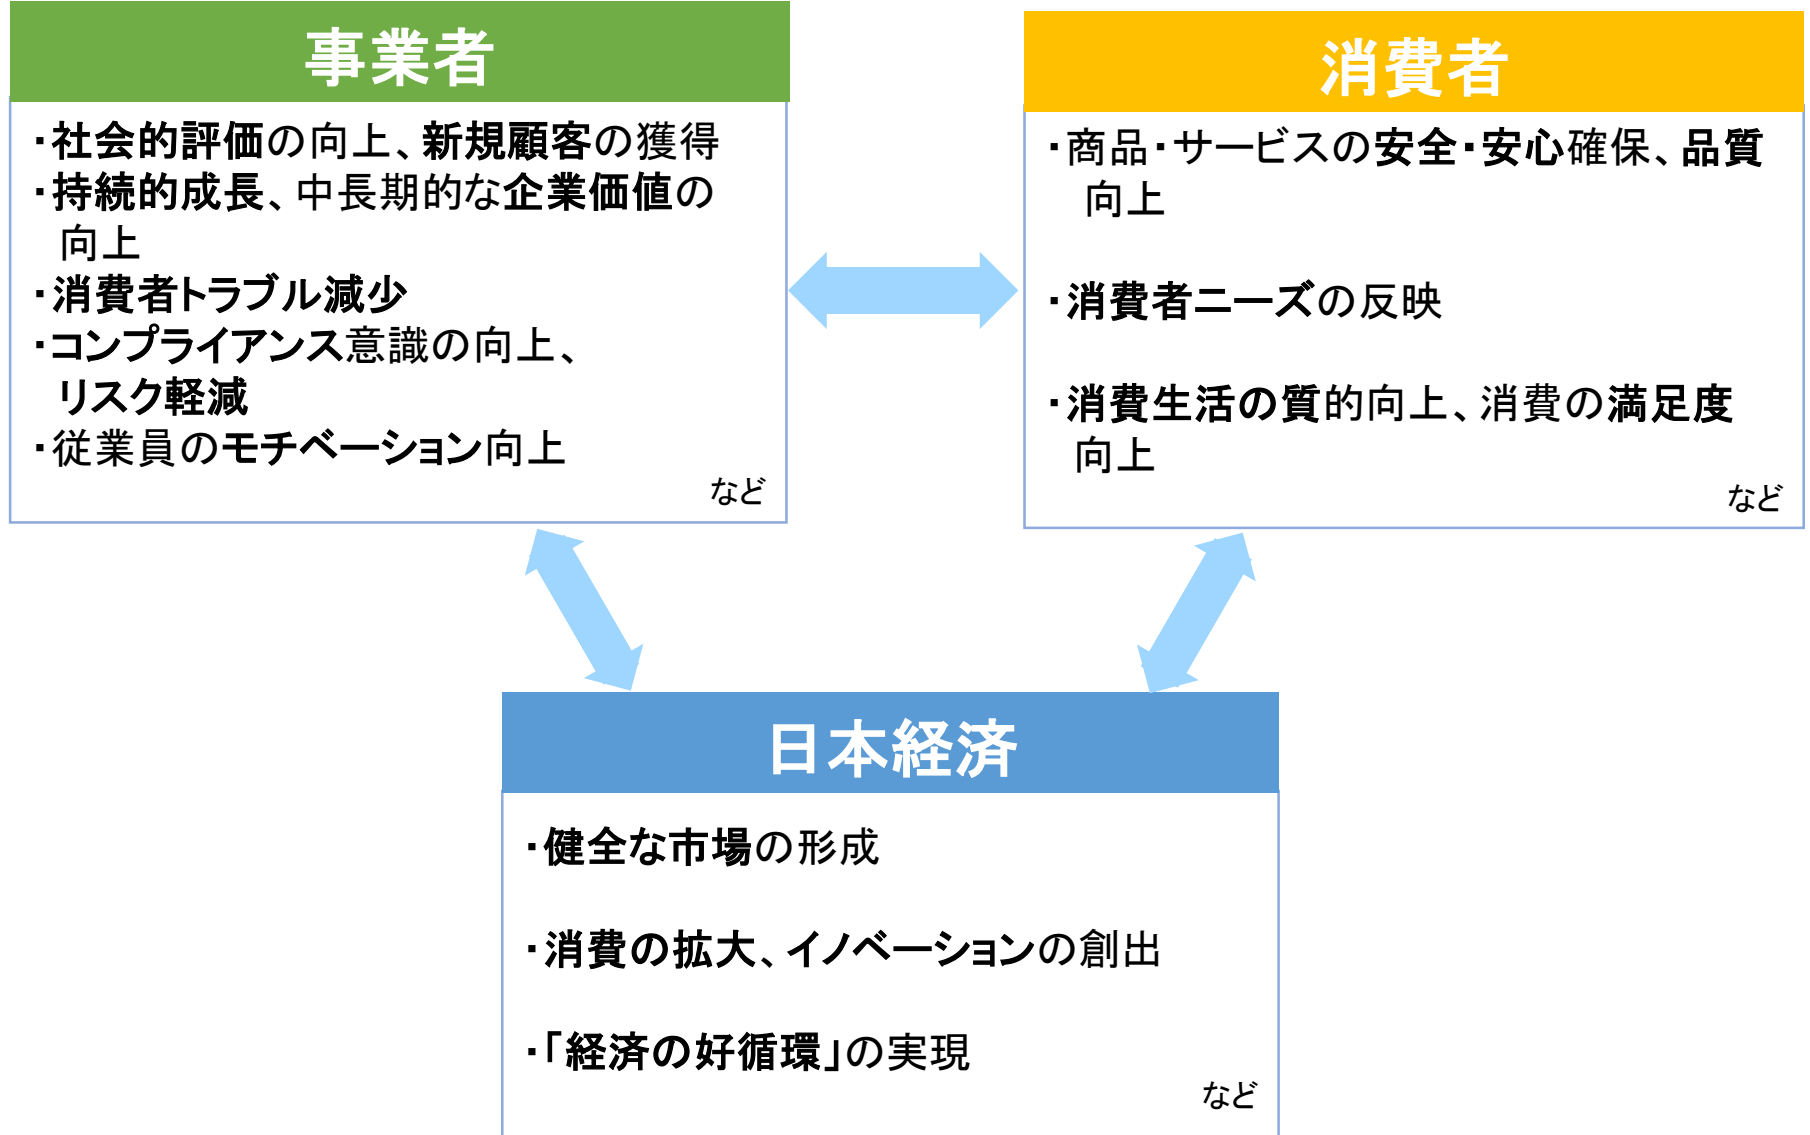 事業者
・社会的評価の向上、新規顧客の獲得
・持続的成長、中長期的な企業価値の
向上
・消費者トラブル減少
・コンプライアンス意識の向上、
リスク軽減
・従業員のモチベーション向上
など
消費者
・商品・サービスの安全・安心確保、品質
向上
・消費者ニーズの反映
・消費生活の質的向上、消費の満足度
向上
など
日本経済
・健全な市場の形成
・消費の拡大、イノベーションの創出
・「経済の好循環」の実現
など